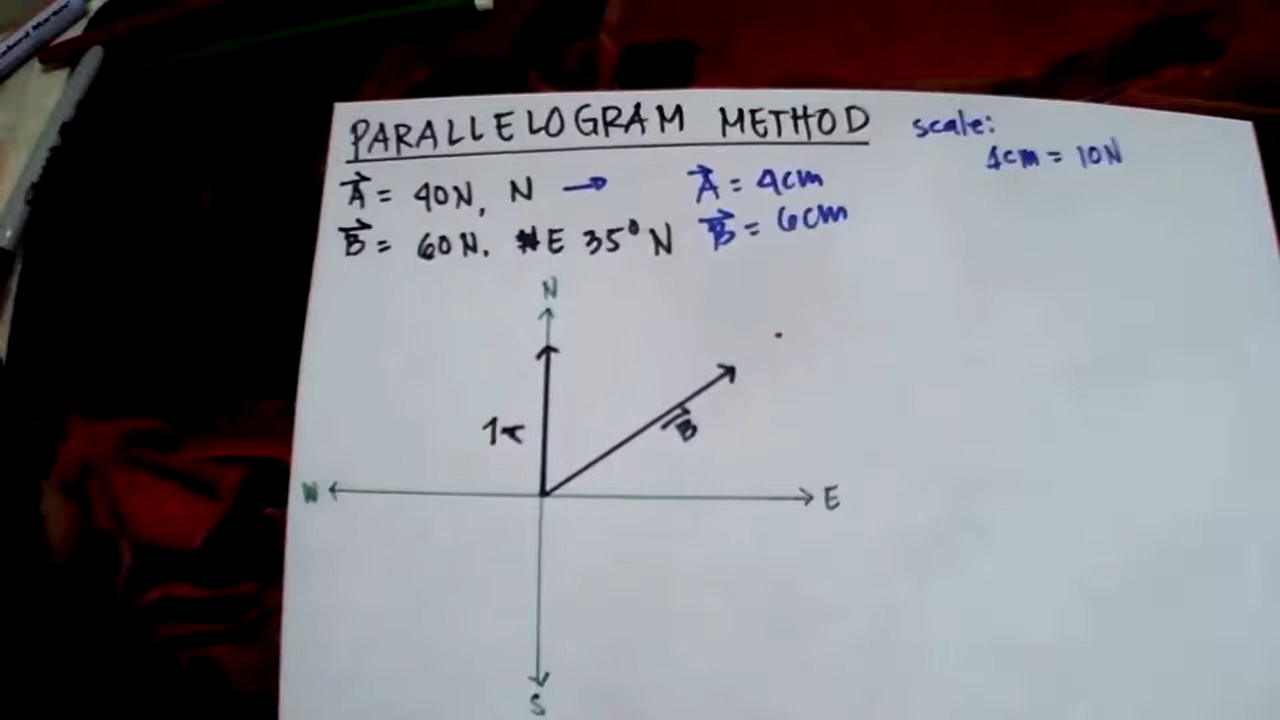 PARALLELOGRAM METHOD
scale:
1cm = 10N
A = 40N, N → A = 4cm
B = 60N, E 35° N B = 6cm
N
B
W
E
S